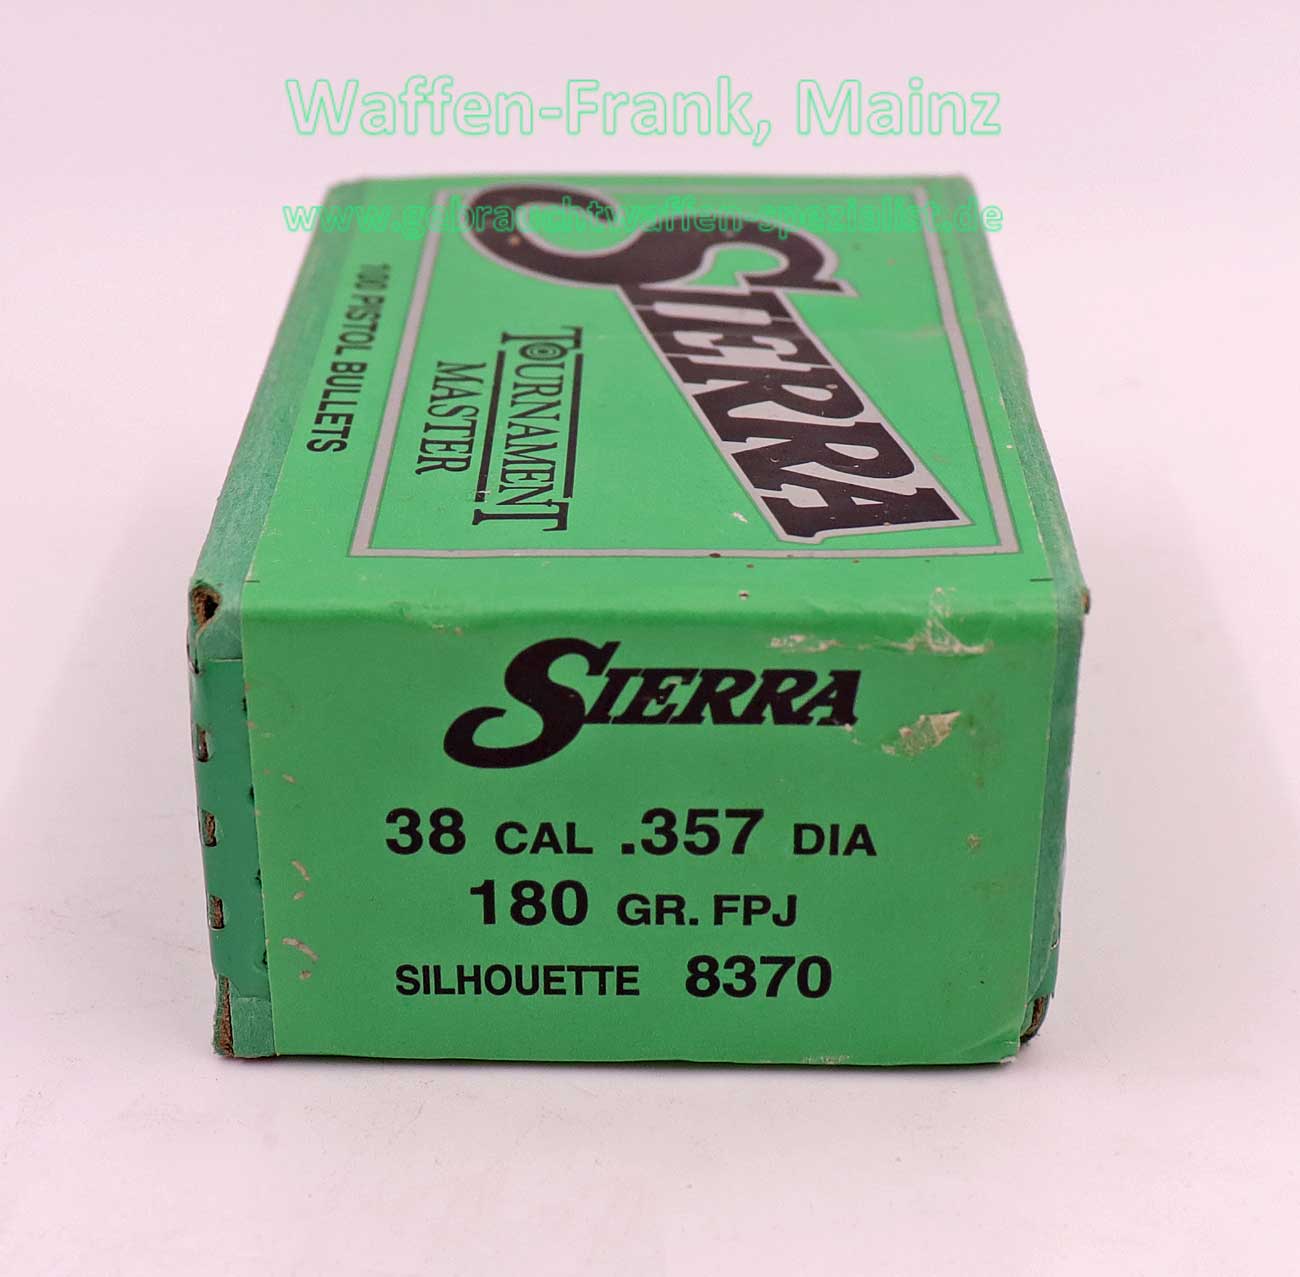 Waffen-Frank, Mainz
www.gebrauchtwaffen-spezialist.de
SIERRA
TOURNAMENT
MASTER
100 PISTOL BULLETS
SIERRA
38 CAL .357 DIA
180 GR. FPJ
SILHOUETTE 8370